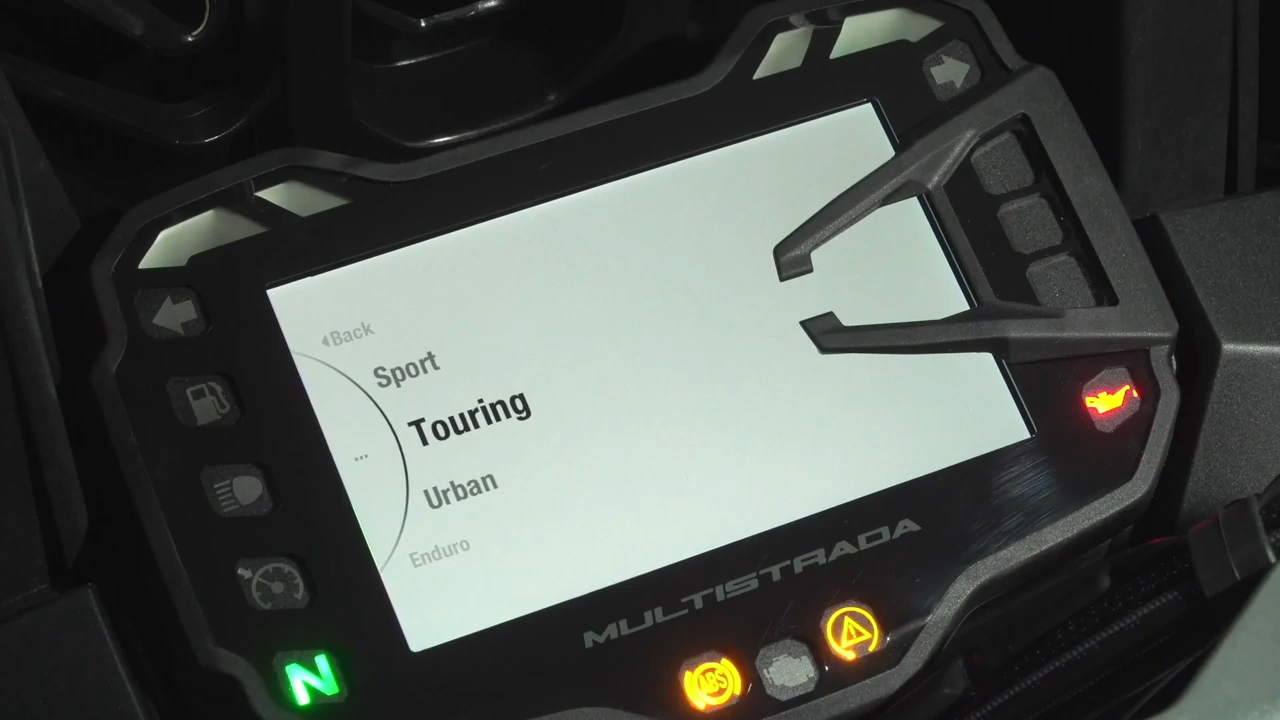 Back
Sport
Touring
...
Urban
Enduro
MULTISTRADA
N
ABS